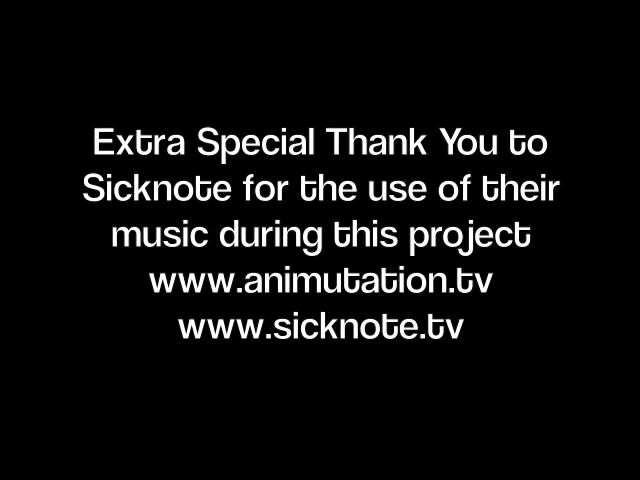 Extra Special Thank You to
Sicknote for the use of their
music during this project
www.animutation.tv
www.sicknote.tv